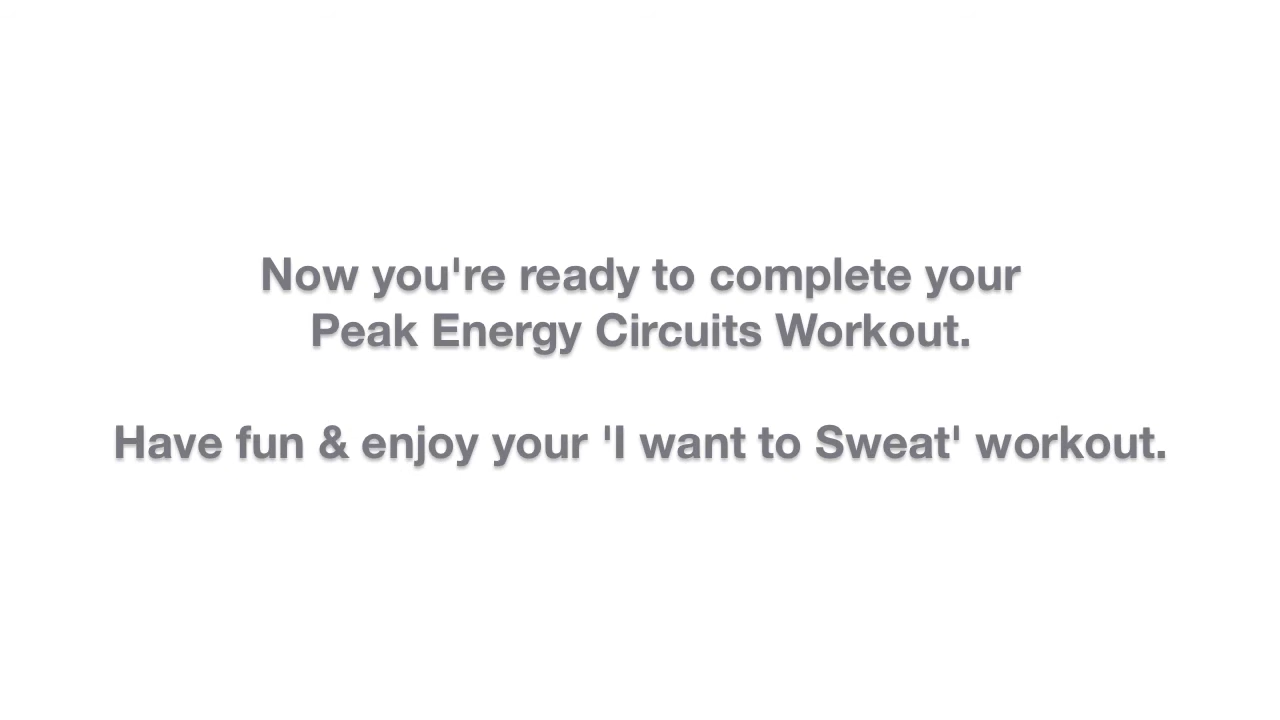 Now you're ready to complete your
Peak Energy Circuits Workout.
Have fun & enjoy your 'I want to Sweat' workout.